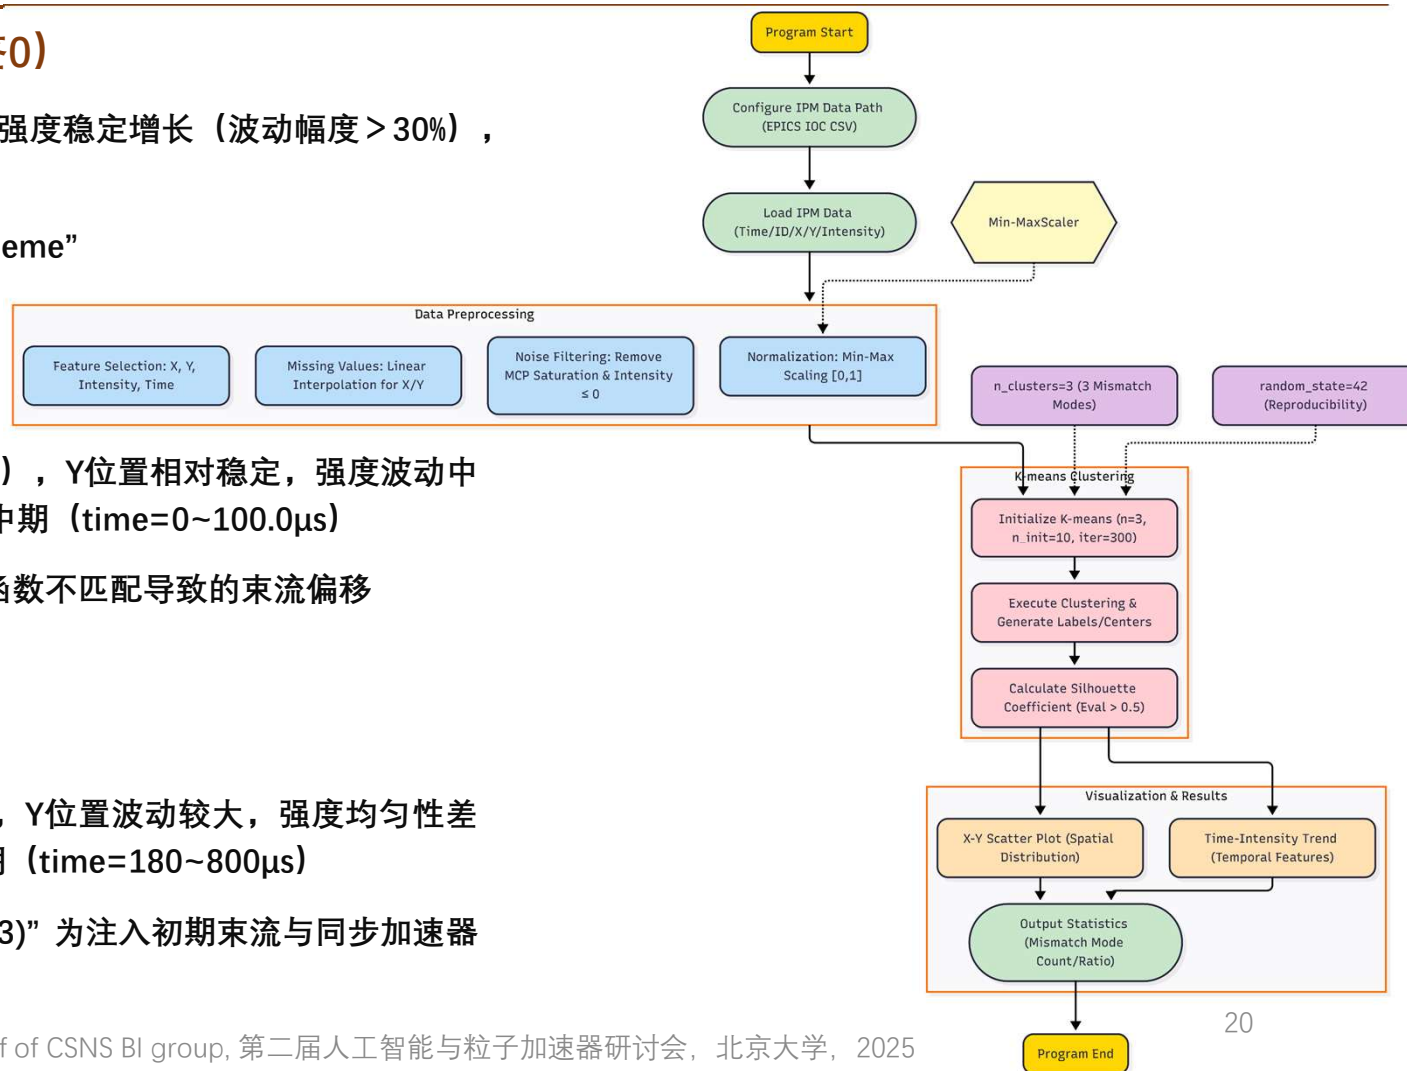 0）
强度稳定增长（波动幅度＞30%），
eme”
），Y位置相对稳定，强度波动中
中期（time=0~100.0μs）
函数不匹配导致的束流偏移
，Y位置波动较大，强度均匀性差
（time=180~800μs）
3)” 为注入初期束流与同步加速器
f of CSNS BI group, 第二届人工智能与粒子加速器研讨会，北京大学，2025
20
Program Start
Configure IPM Data Path
(EPICS IOC CSV)
Load IPM Data
(Time/ID/X/Y/Intensity)
Min-MaxScaler
Data Preprocessing
Feature Selection: X, Y,
Intensity, Time
Missing Values: Linear
Interpolation for X/Y
Noise Filtering: Remove
MCP Saturation & Intensity
≤ 0
Normalization: Min-Max
Scaling [0,1]
n_clusters=3 (3 Mismatch
Modes)
random_state=42
(Reproducibility)
K-means Clustering
Initialize K-means (n=3,
n_init=10, iter=300)
Execute Clustering &
Generate Labels/Centers
Calculate Silhouette
Coefficient (Eval > 0.5)
Visualization & Results
X-Y Scatter Plot (Spatial
Distribution)
Time-Intensity Trend
(Temporal Features)
Output Statistics
(Mismatch Mode
Count/Ratio)
Program End